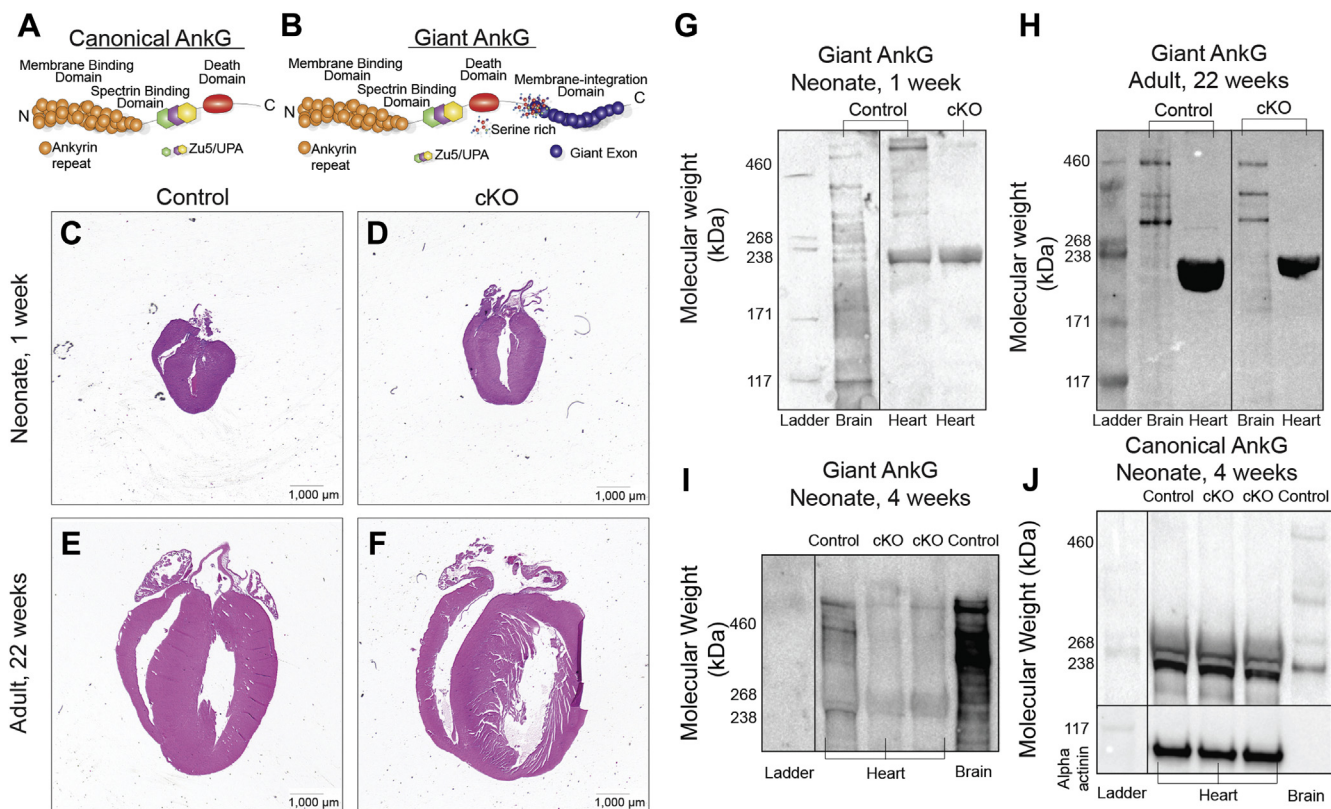 A
Canonical AnkG
Membrane Binding
Domain
Spectrin Binding
Domain
Death
Domain
N
C
Ankyrin
repeat
Zu5/UPA
B
Giant AnkG
Membrane Binding
Domain
Spectrin Binding
Domain
Death
Domain
Membrane-integration
Domain
N
C
Serine rich
Ankyrin
repeat
Zu5/UPA
Giant Exon
Control
cKO
Neonate, 1 week
C
1,000 µm
D
1,000 µm
Adult, 22 weeks
E
1,000 µm
F
1,000 µm
G
Giant AnkG
Neonate, 1 week
Control
cKO
Molecular weight
(kDa)
460
268
238
171
117
Ladder Brain Heart Heart
H
Giant AnkG
Adult, 22 weeks
Control
cKO
Molecular weight
(kDa)
460
268
238
171
117
Ladder Brain Heart Brain Heart
I
Giant AnkG
Neonate, 4 weeks
Control cKO cKO Control
Molecular Weight
(kDa)
460
268
238
Ladder Heart Brain
J
Canonical AnkG
Neonate, 4 weeks
Control cKO cKO Control
Molecular Weight (kDa)
460
268
238
117
Alpha
actinin
Ladder Heart Brain